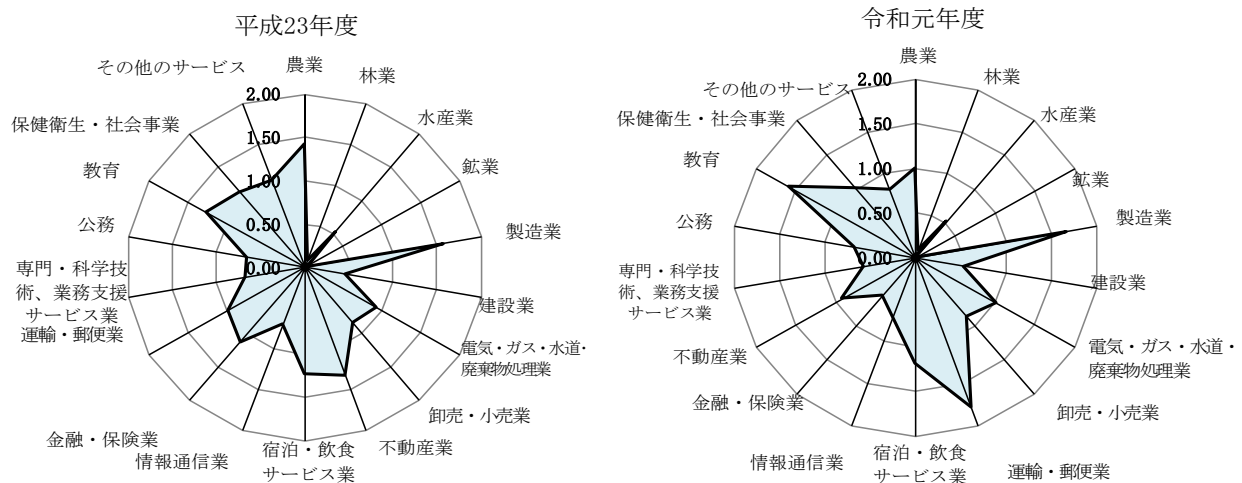 平成23年度
農業
林業
水産業
鉱業
製造業
建設業
電気・ガス・水道・
廃棄物処理業
卸売・小売業
不動産業
宿泊・飲食
サービス業
情報通信業
金融・保険業
運輸・郵便業
専門・科学技
術、業務支援
サービス業
公務
教育
保健衛生・社会事業
その他のサービス
2.00
1.50
1.00
0.50
0.00
令和元年度
農業
林業
水産業
鉱業
製造業
建設業
電気・ガス・水道・
廃棄物処理業
卸売・小売業
運輸・郵便業
宿泊・飲食
サービス業
情報通信業
金融・保険業
不動産業
専門・科学技
術、業務支援
サービス業
公務
教育
保健衛生・社会事業
その他のサービス
2.00
1.50
1.00
0.50
0.00